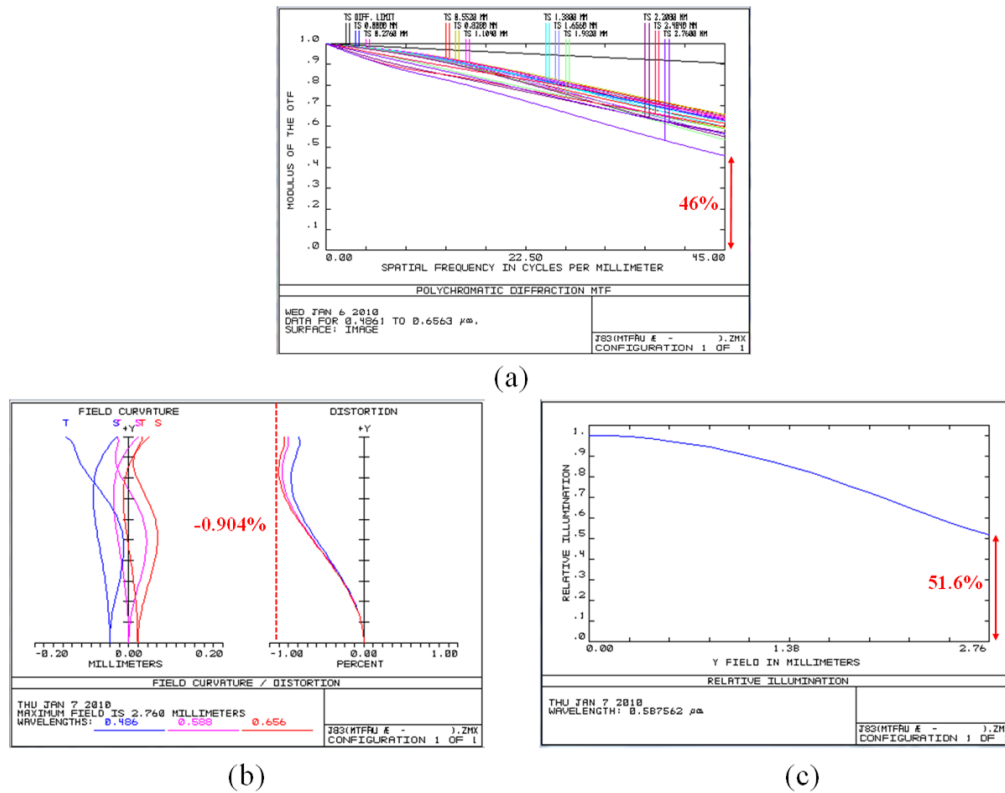 TS DIFF. LIMIT
TS 0.0000 MM
TS 0.2760 MM
TS 0.5520 MM
TS 0.8280 MM
TS 1.1040 MM
TS 1.3800 MM
TS 1.6560 MM
TS 1.9320 MM
TS 2.2080 MM
TS 2.4840 MM
TS 2.7600 MM
1.0
.9
.8
.7
.6
.5
.4
.3
.2
.1
.0
MODULUS OF THE OTF
46%
0.00 22.50 45.00
SPATIAL FREQUENCY IN CYCLES PER MILLIMETER
POLYCHROMATIC DIFFRACTION MTF
WED JAN 6 2010
DATA FOR 0.4861 TO 0.6563 µm.
SURFACE: IMAGE
J83(MTF - ).ZMX
CONFIGURATION 1 OF 1
(a)
FIELD CURVATURE
T S T S T S
+Y
-0.20 0.00 0.20
MILLIMETERS
DISTORTION
+Y
-0.904%
-1.00 0.00 1.00
PERCENT
FIELD CURVATURE / DISTORTION
THU JAN 7 2010
MAXIMUM FIELD IS 2.760 MILLIMETERS
WAVELENGTHS: 0.486 0.588 0.656
J83(MTF - ).ZMX
CONFIGURATION 1 OF 1
(b)
1.
.9
.8
.7
.6
.5
.4
.3
.2
.1
.0
RELATIVE ILLUMINATION
51.6%
0.00 1.38 2.76
Y FIELD IN MILLIMETERS
RELATIVE ILLUMINATION
THU JAN 7 2010
WAVELENGTH: 0.587562 µm
J83(MTF - ).ZMX
CONFIGURATION 1 OF
(c)